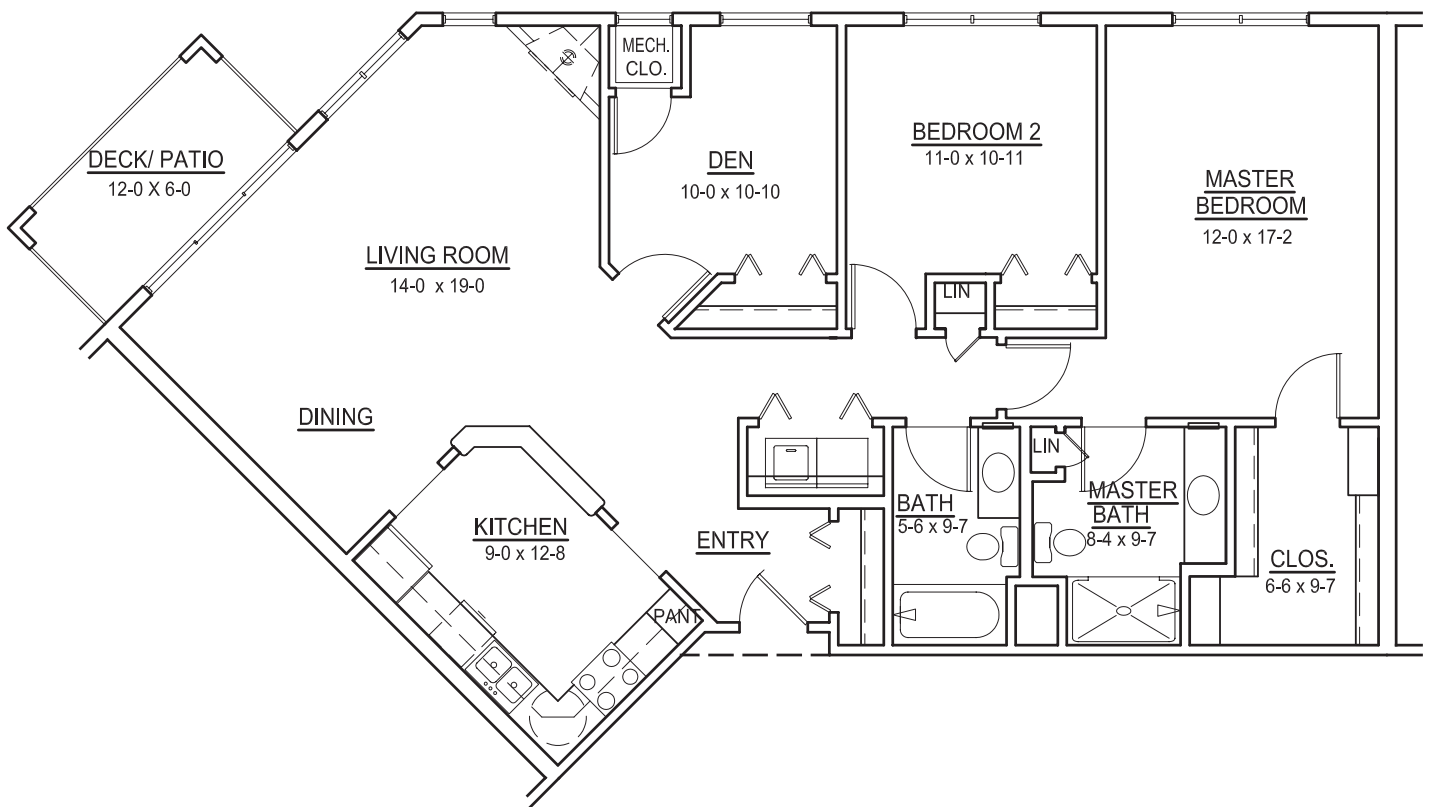 MECH.
CLO.
DECK/ PATIO
12-0 X 6-0
DEN
10-0 x 10-10
BEDROOM 2
11-0 x 10-11
MASTER
BEDROOM
12-0 x 17-2
LIVING ROOM
14-0 x 19-0
LIN
DINING
LIN
KITCHEN
9-0 x 12-8
ENTRY
BATH
5-6 x 9-7
MASTER
BATH
8-4 x 9-7
CLOS.
6-6 x 9-7
PANT